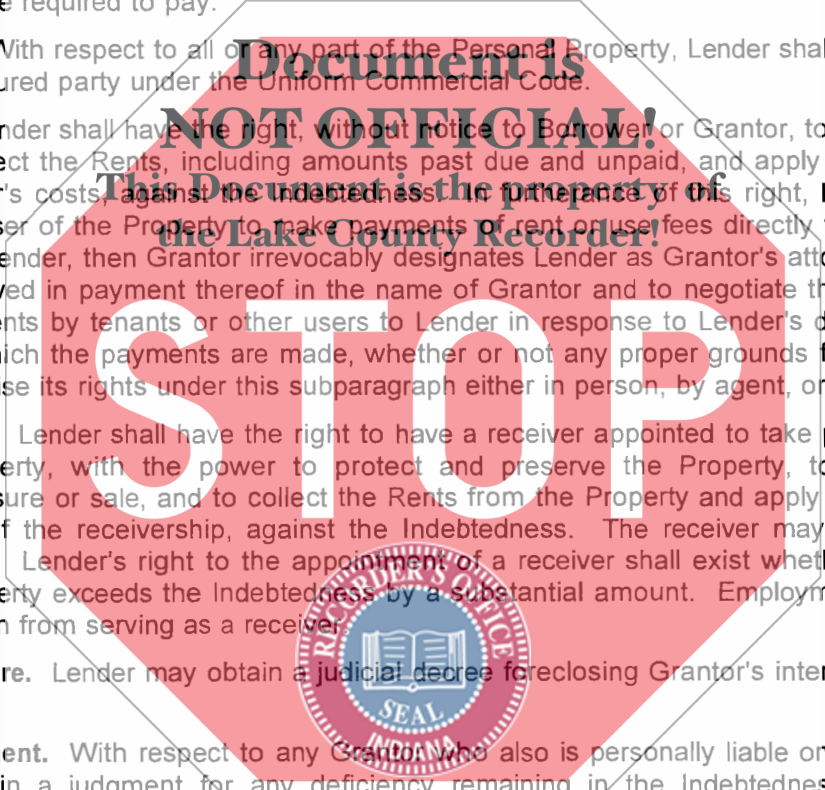 e required to pay.
With respect to all or any part of the Personal Property, Lender shal
ured party under the Uniform Commercial Code.
nder shall have the right, without notice to Borrower or Grantor, to
ect the Rents, including amounts past due and unpaid, and apply
r's costs, against the Indebtedness. In furtherance of this right,
ser of the Property to make payments of rent or use fees directly
ender, then Grantor irrevocably designates Lender as Grantor's atto
ved in payment thereof in the name of Grantor and to negotiate th
nts by tenants or other users to Lender in response to Lender's d
ich the payments are made, whether or not any proper grounds f
ise its rights under this subparagraph either in person, by agent, or
Lender shall have the right to have a receiver appointed to take p
erty, with the power to protect and preserve the Property, to
sure or sale, and to collect the Rents from the Property and apply
f the receivership, against the Indebtedness. The receiver may
Lender's right to the appointment of a receiver shall exist wheth
erty exceeds the Indebtedness by a substantial amount. Employm
n from serving as a receiver.
re. Lender may obtain a judicial decree foreclosing Grantor's inter
ent. With respect to any Grantor who also is personally liable on
in a judgment for any deficiency remaining in the Indebtednes
Document is
NOT OFFICIAL!
This Document is the property of
the Lake County Recorder!
STOP
RECORDER'S OFFICE
SEAL
INDIANA